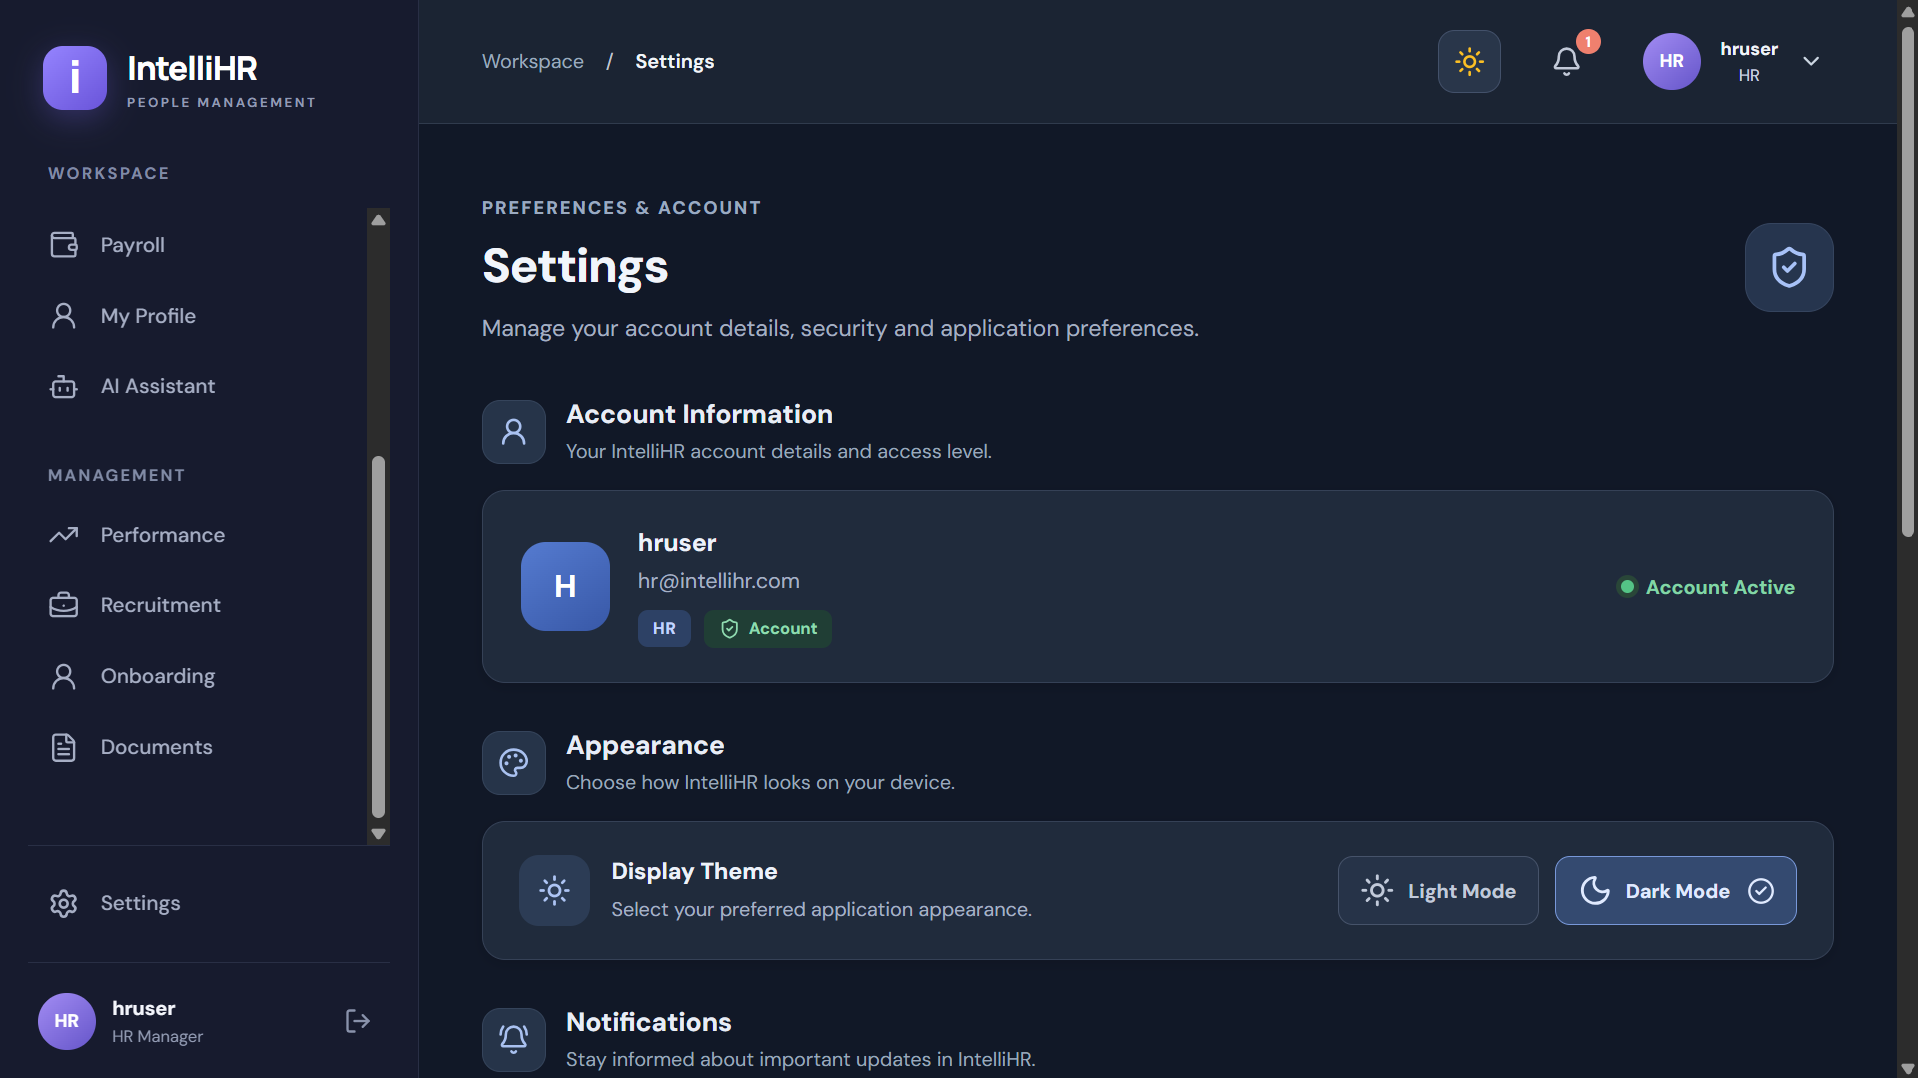 i
IntelliHR
PEOPLE MANAGEMENT
WORKSPACE
Payroll
My Profile
AI Assistant
MANAGEMENT
Performance
Recruitment
Onboarding
Documents
Settings
HR
hruser
HR Manager
Workspace / Settings
1
HR
hruser
HR
PREFERENCES & ACCOUNT
Settings
Manage your account details, security and application preferences.
Account Information
Your IntelliHR account details and access level.
H
hruser
hr@intellihr.com
HR
Account
Account Active
Appearance
Choose how IntelliHR looks on your device.
Display Theme
Select your preferred application appearance.
Light Mode
Dark Mode
Notifications
Stay informed about important updates in IntelliHR.